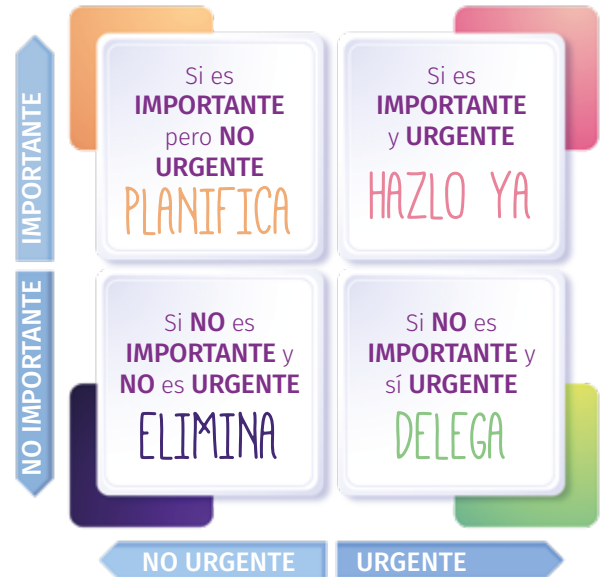 IMPORTANTE
Si es
IMPORTANTE
pero NO
URGENTE
PLANIFICA
Si es
IMPORTANTE
y URGENTE
HAZLO YA
NO IMPORTANTE
Si NO es
IMPORTANTE y
NO es URGENTE
ELIMINA
Si NO es
IMPORTANTE y
sí URGENTE
DELEGA
NO URGENTE
URGENTE